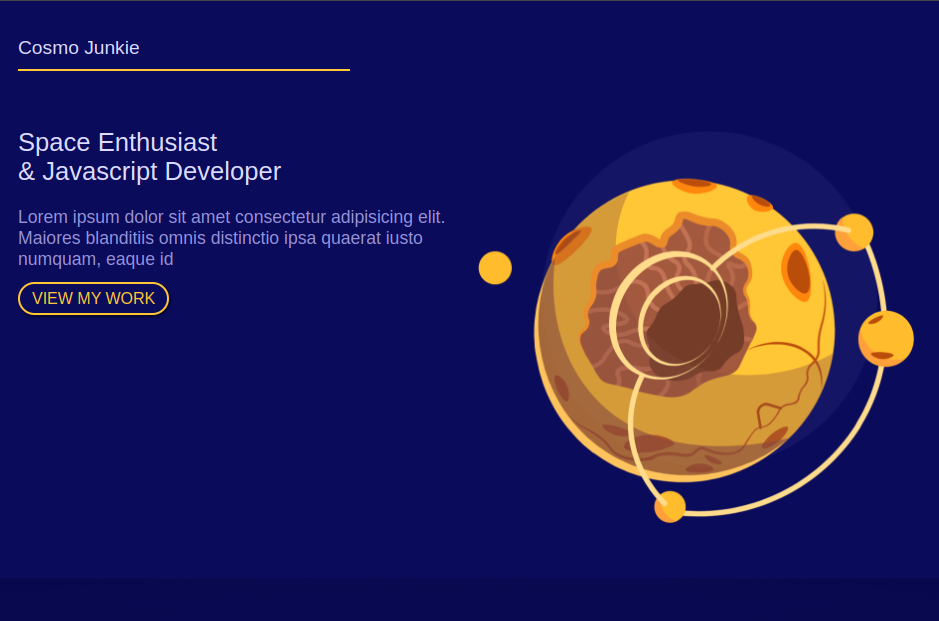 Cosmo Junkie
Space Enthusiast
& Javascript Developer
Lorem ipsum dolor sit amet consectetur adipisicing elit.
Maiores blanditiis omnis distinctio ipsa quaerat iusto
numquam, eaque id
VIEW MY WORK